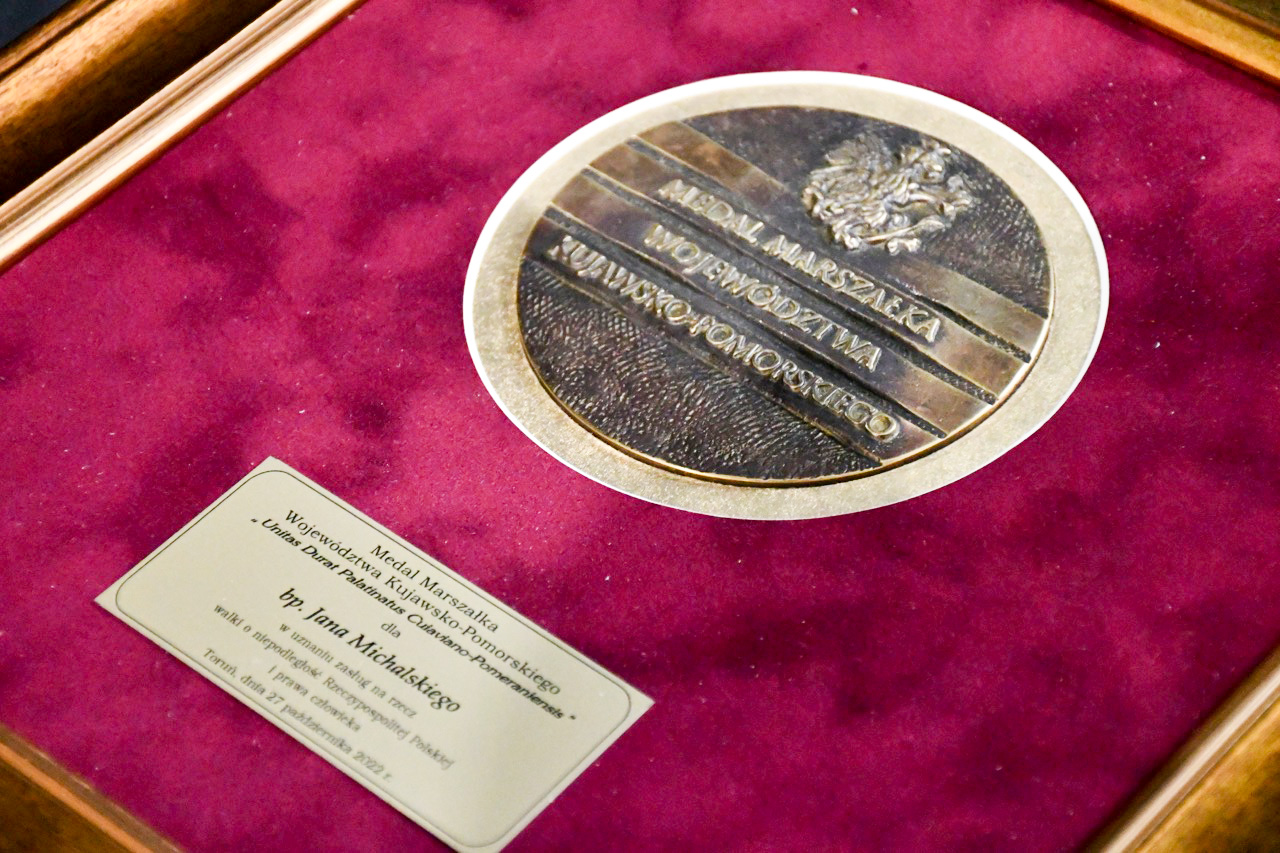 MEDAL MARSZAŁKA
WOJEWÓDZTWA
KUJAWSKO-POMORSKIEGO
Medal Marszałka
Województwa Kujawsko-Pomorskiego
„Unitas Durat Palatinatus Cuiaviano-Pomeraniensis"
dla
bp. Jana Michalskiego
w uznaniu zasług na rzecz
walki o niepodległość Rzeczypospolitej Polskiej
i prawa człowieka
Toruń, dnia 27 października 2022 r.